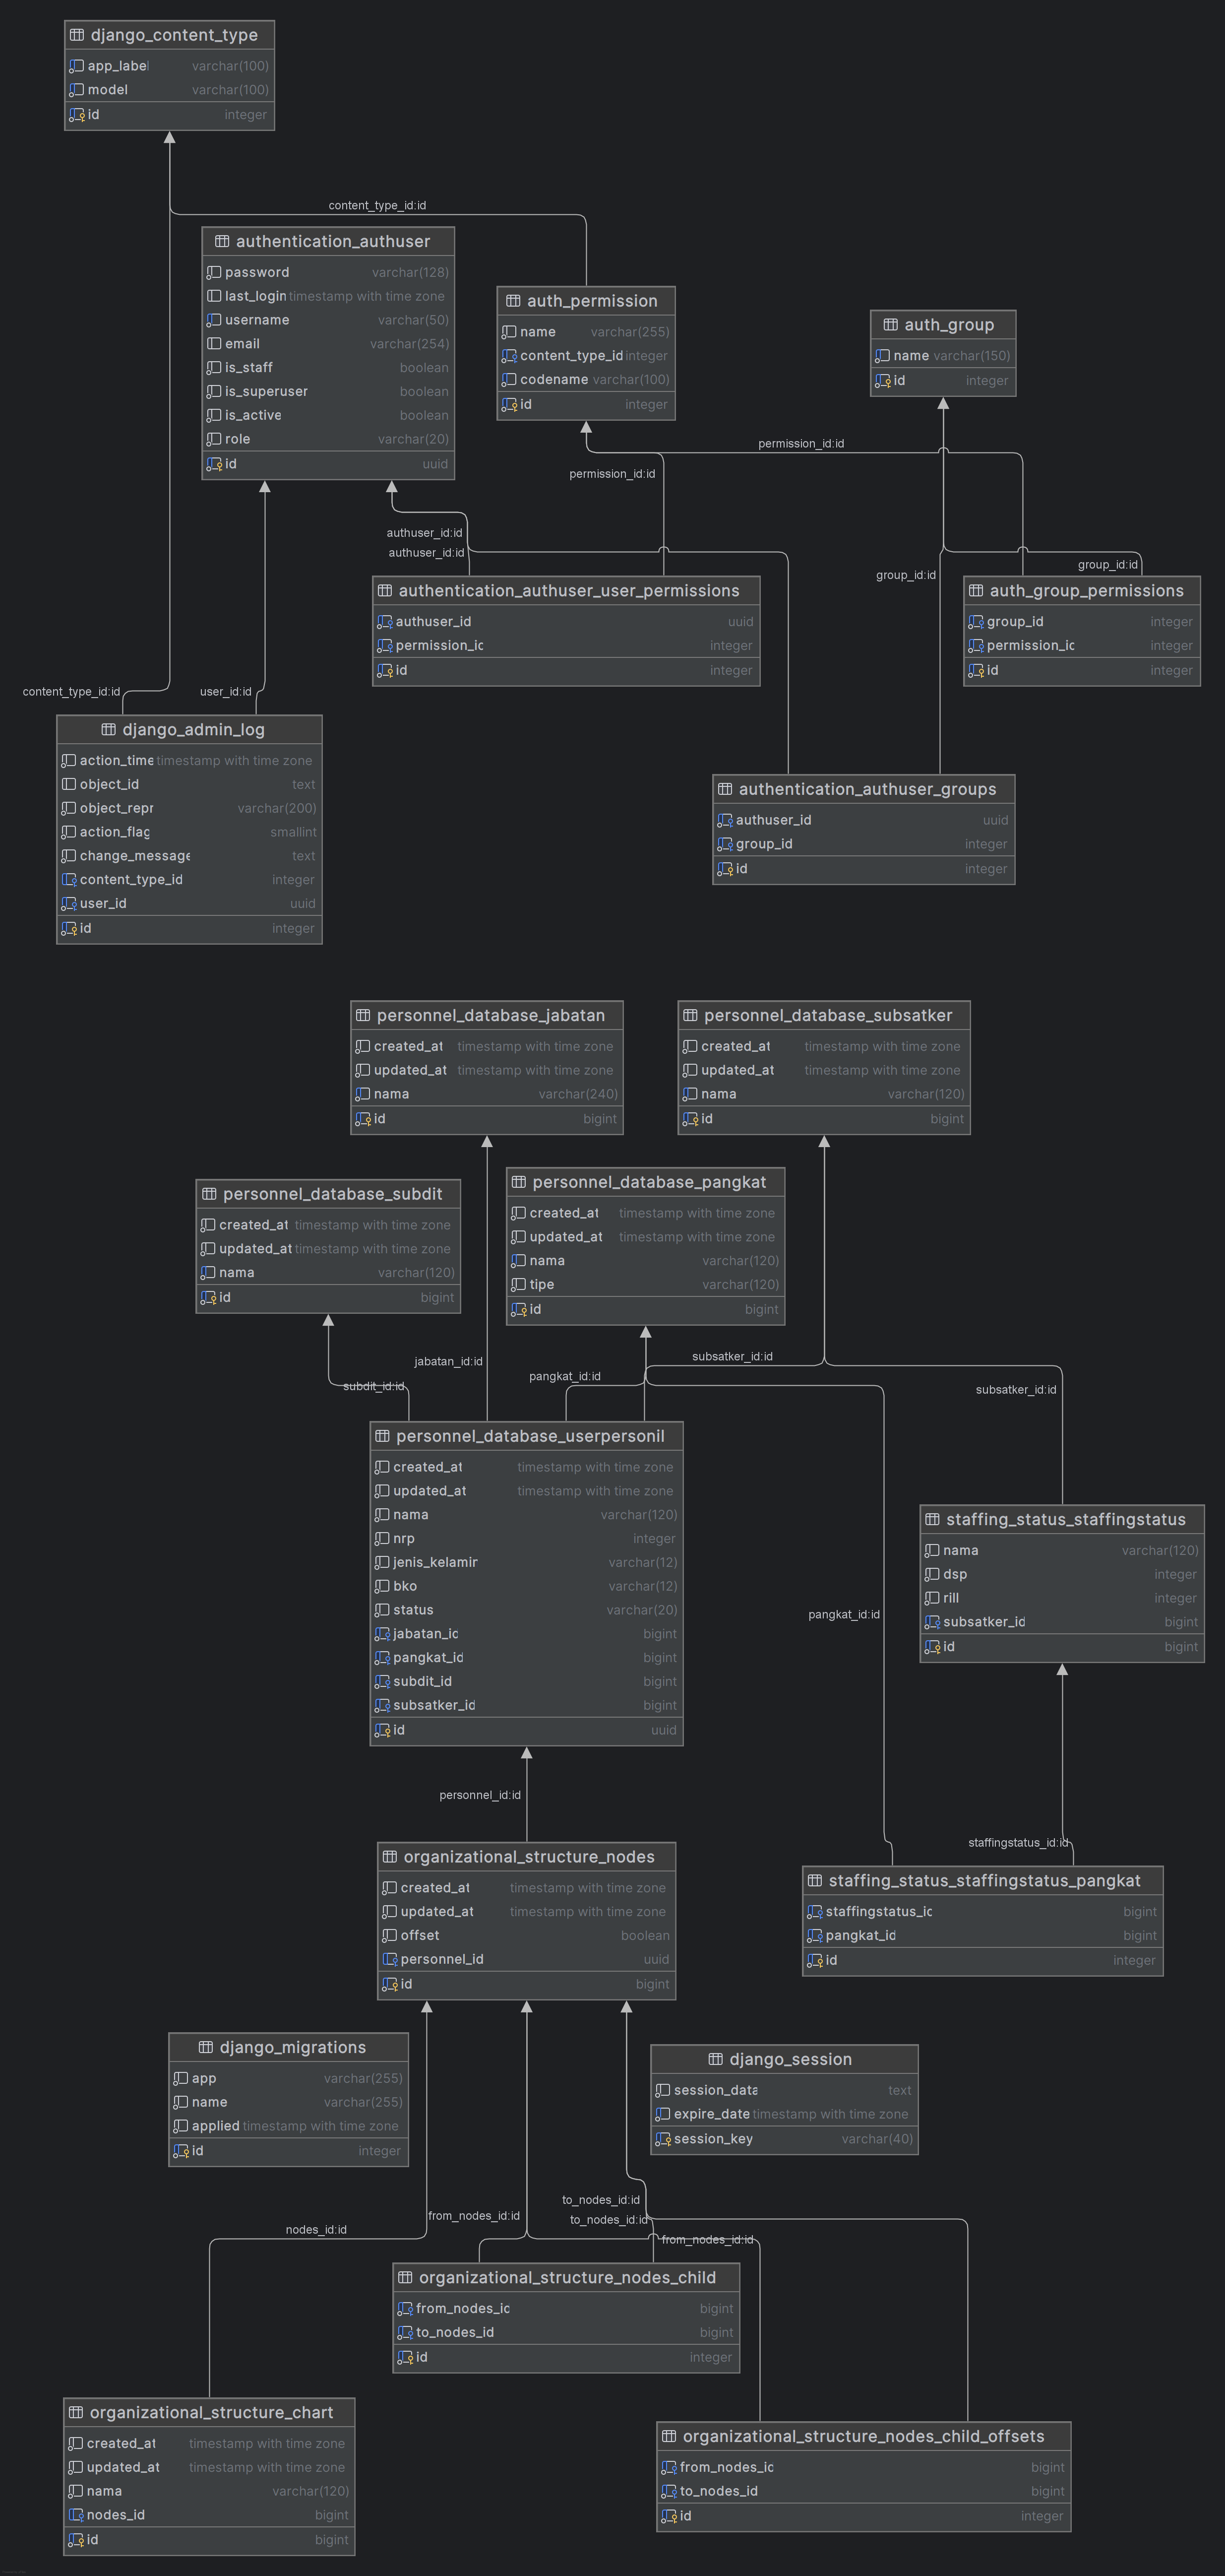 django_content_type
app_label varchar(100)
model varchar(100)
id integer
content_type_id:id
authentication_authuser
password varchar(128)
last_login timestamp with time zone
username varchar(50)
email varchar(254)
is_staff boolean
is_superuser boolean
is_active boolean
role varchar(20)
id uuid
auth_permission
name varchar(255)
content_type_id integer
codename varchar(100)
id integer
auth_group
name varchar(150)
id integer
permission_id:id
permission_id:id
authuser_id:id
authuser_id:id
group_id:id
group_id:id
authentication_authuser_user_permissions
authuser_id uuid
permission_id integer
id integer
auth_group_permissions
group_id integer
permission_id integer
id integer
content_type_id:id
user_id:id
django_admin_log
action_time timestamp with time zone
object_id text
object_repr varchar(200)
action_flag smallint
change_message text
content_type_id integer
user_id uuid
id integer
authentication_authuser_groups
authuser_id uuid
group_id integer
id integer
personnel_database_jabatan
created_at timestamp with time zone
updated_at timestamp with time zone
nama varchar(240)
id bigint
personnel_database_subsatker
created_at timestamp with time zone
updated_at timestamp with time zone
nama varchar(120)
id bigint
personnel_database_subdit
created_at timestamp with time zone
updated_at timestamp with time zone
nama varchar(120)
id bigint
personnel_database_pangkat
created_at timestamp with time zone
updated_at timestamp with time zone
nama varchar(120)
tipe varchar(120)
id bigint
jabatan_id:id
subsatker_id:id
pangkat_id:id
subdit_id:id
subsatker_id:id
personnel_database_userpersonil
created_at timestamp with time zone
updated_at timestamp with time zone
nama varchar(120)
nrp integer
jenis_kelamin varchar(12)
bko varchar(12)
status varchar(20)
jabatan_id bigint
pangkat_id bigint
subdit_id bigint
subsatker_id bigint
id uuid
staffing_status_staffingstatus
nama varchar(120)
dsp integer
rill integer
subsatker_id bigint
id bigint
pangkat_id:id
personnel_id:id
staffingstatus_id:id
organizational_structure_nodes
created_at timestamp with time zone
updated_at timestamp with time zone
offset boolean
personnel_id uuid
id bigint
staffing_status_staffingstatus_pangkat
staffingstatus_id bigint
pangkat_id bigint
id integer
django_migrations
app varchar(255)
name varchar(255)
applied timestamp with time zone
id integer
django_session
session_data text
expire_date timestamp with time zone
session_key varchar(40)
to_nodes_id:id
from_nodes_id:id
to_nodes_id:id
nodes_id:id
from_nodes_id:id
organizational_structure_nodes_child
from_nodes_id bigint
to_nodes_id bigint
id integer
organizational_structure_chart
created_at timestamp with time zone
updated_at timestamp with time zone
nama varchar(120)
nodes_id bigint
id bigint
organizational_structure_nodes_child_offsets
from_nodes_id bigint
to_nodes_id bigint
id integer